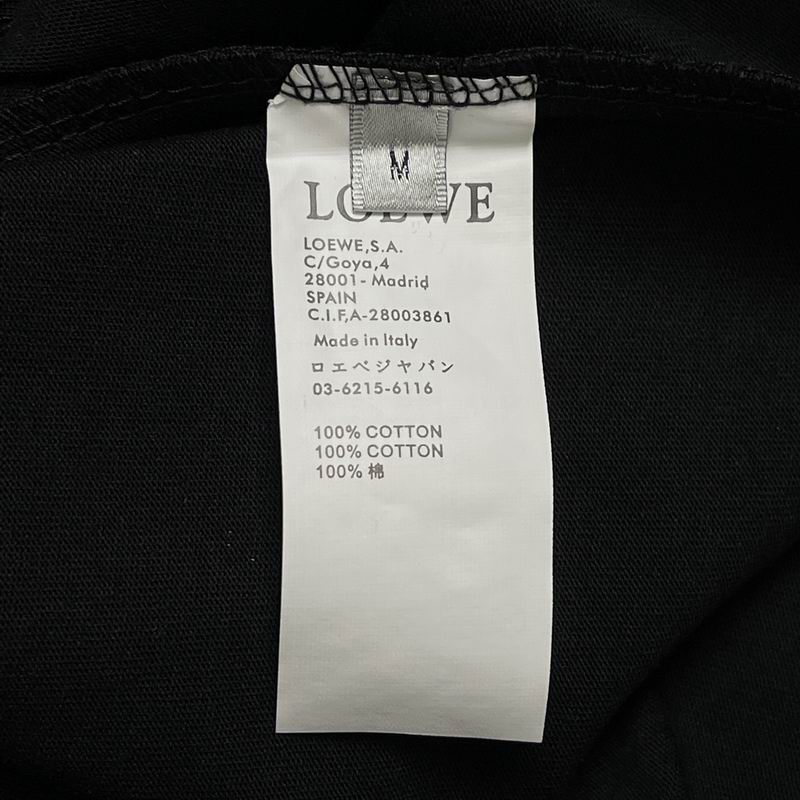 M
LOEWE
LOEWE,S.A.
C/Goya,4
28001-Madrid
SPAIN
C.I.F,A-28003861
Made in Italy
ロエベジヤパン
03-6215-6116
100% COTTON
100% COTTON
100% 棉